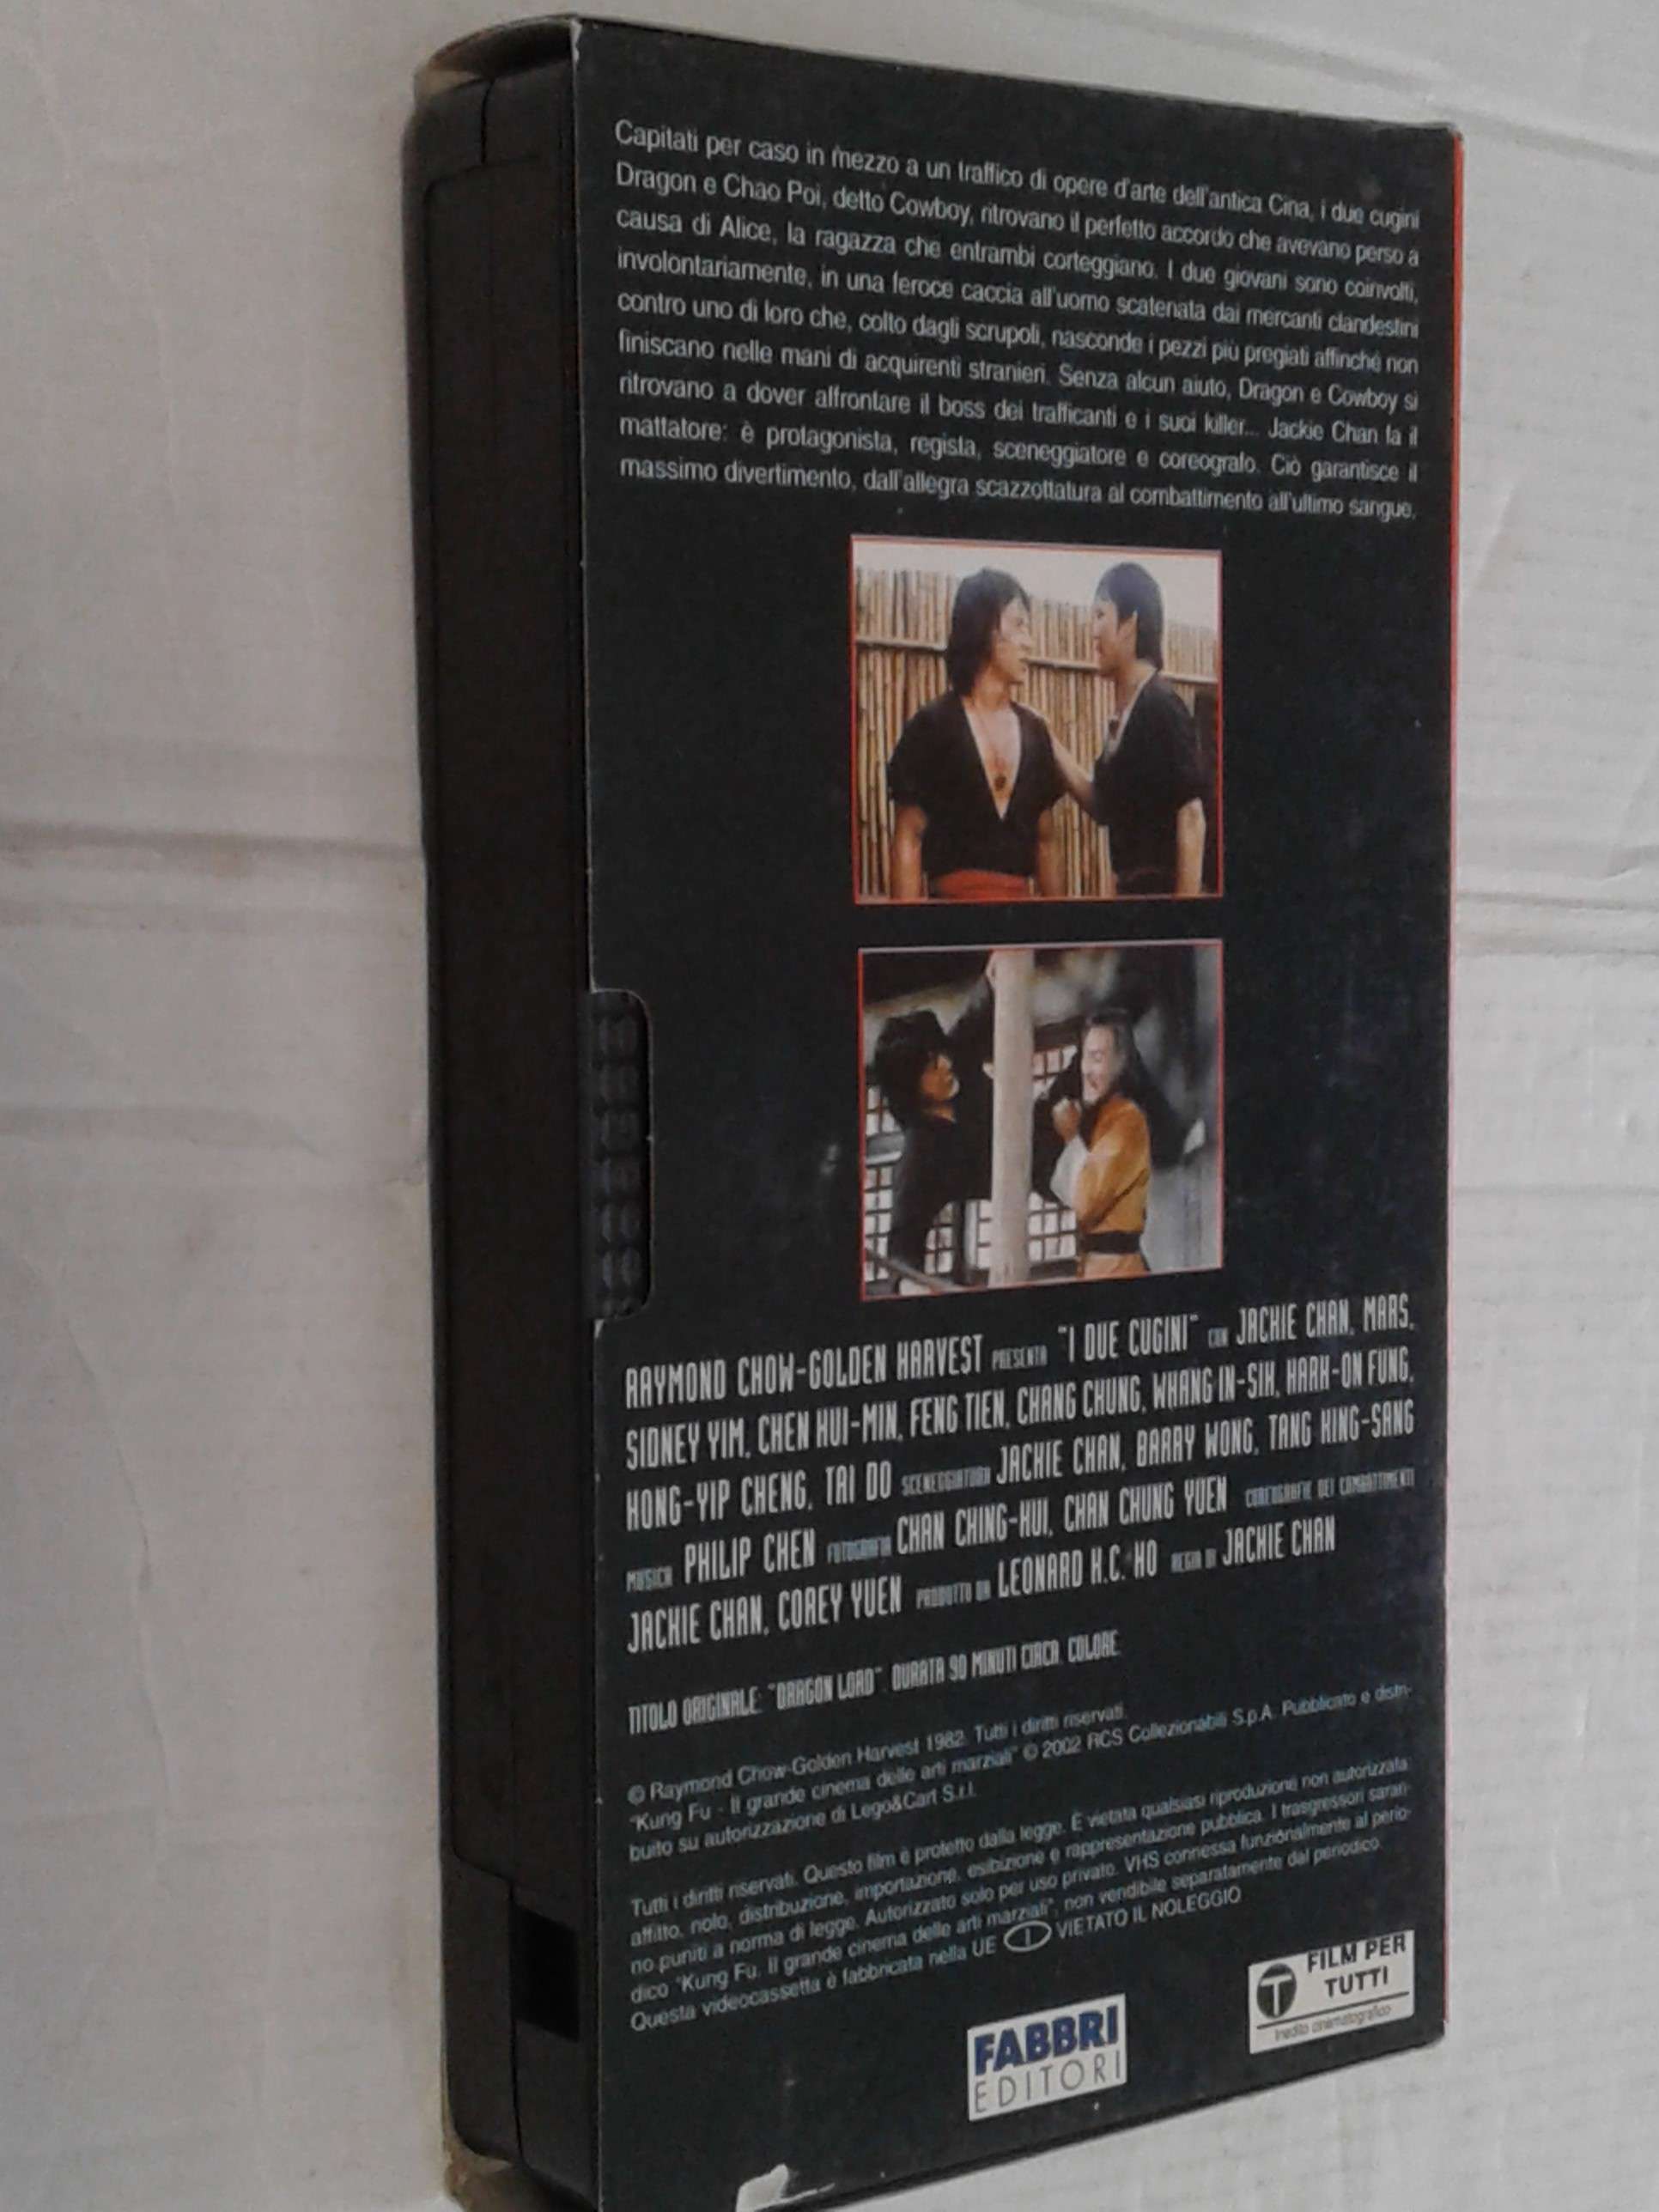 Capitati per caso in mezzo a un traffico di opere d'arte dell'antica Cina, i due cugini
Dragon e Chao Poi, detto Cowboy, ritrovano il perfetto accordo che avevano perso a
causa di Alice, la ragazza che entrambi corteggiano. I due giovani sono coinvolti,
involontariamente, in una feroce caccia all'uomo scatenata dai mercanti clandestini
contro uno di loro che, colto dagli scrupoli, nasconde i pezzi più pregiati affinché non
finiscano nelle mani di acquirenti stranieri. Senza alcun aiuto, Dragon e Cowboy si
ritrovano a dover affrontare il boss dei trafficanti e i suoi killer... Jackie Chan fa il
mattatore: è protagonista, regista, sceneggiatore e coreografo. Ciò garantisce il
massimo divertimento, dall'allegra scazzottatura al combattimento all'ultimo sangue.
RAYMOND CHOW-GOLDEN HARVEST PRESENTA "I DUE CUGINI" CON JACKIE CHAN, MARS,
SIDNEY YIM, CHEN HUI-MIN, FENG TIEN, CHANG CHUNG, WHANG IN-SIK, HARK-ON FUNG,
HONG-YIP CHENG, TAI DO SCENEGGIATURA JACKIE CHAN, BARRY WONG, TANG KING-SANG
MUSICA PHILIP CHEN FOTOGRAFIA CHAN CHING-HUI, CHAN CHUNG YUEN COREOGRAFIE DEI COMBATTIMENTI
JACKIE CHAN, COREY YUEN PRODOTTO DA LEONARD H.C. HO REGIA DI JACKIE CHAN
TITOLO ORIGINALE: "DRAGON LORD". DURATA 90 MINUTI CIRCA. COLORE.
© Raymond Chow-Golden Harvest 1982. Tutti i diritti riservati.
"Kung Fu - Il grande cinema delle arti marziali" © 2002 RCS Collezionabili S.p.A. Pubblicato e distri-
buito su autorizzazione di Lego&Cart S.r.l.
Tutti i diritti riservati. Questo film è protetto dalla legge. È vietata qualsiasi riproduzione non autorizzata
affitto, nolo, distribuzione, importazione, esibizione e rappresentazione pubblica. I trasgressori saran-
no puniti a norma di legge. Autorizzato solo per uso privato. VHS connessa funzionalmente al perio-
dico "Kung Fu. Il grande cinema delle arti marziali", non vendibile separatamente dal periodico.
Questa videocassetta è fabbricata nella UE I VIETATO IL NOLEGGIO
FABBRI
EDITORI
T FILM PER
TUTTI
Inedito cinematografico